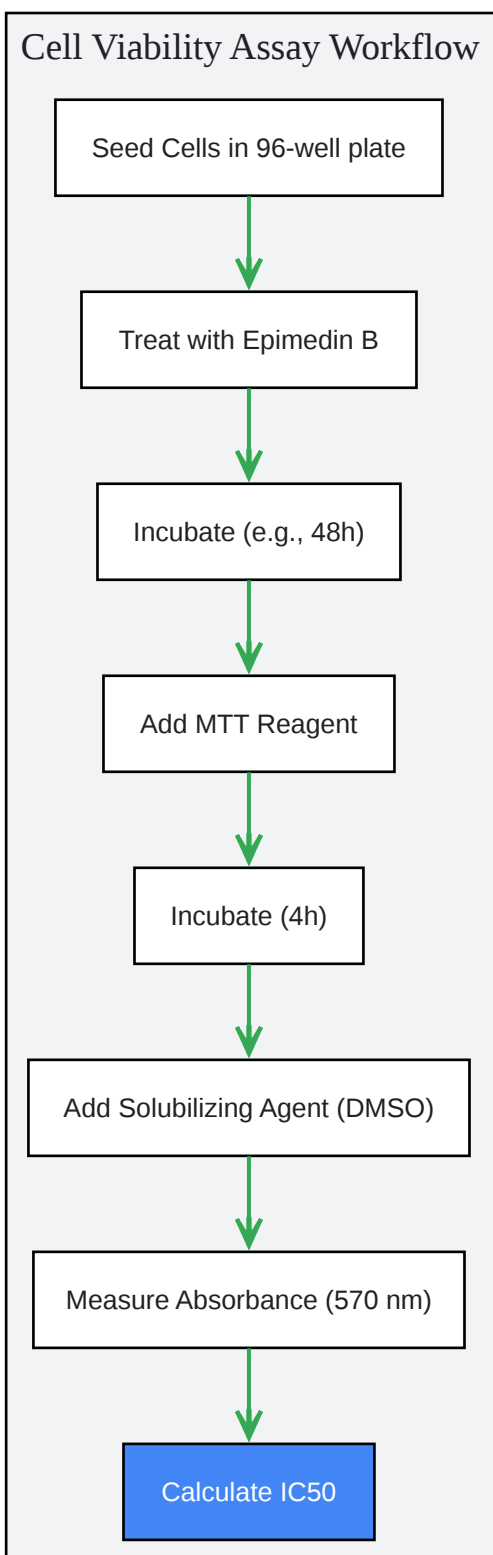 Cell Viability Assay Workflow
Seed Cells in 96-well plate
Treat with Epimedin B
Incubate (e.g., 48h)
Add MTT Reagent
Incubate (4h)
Add Solubilizing Agent (DMSO)
Measure Absorbance (570 nm)
Calculate IC50